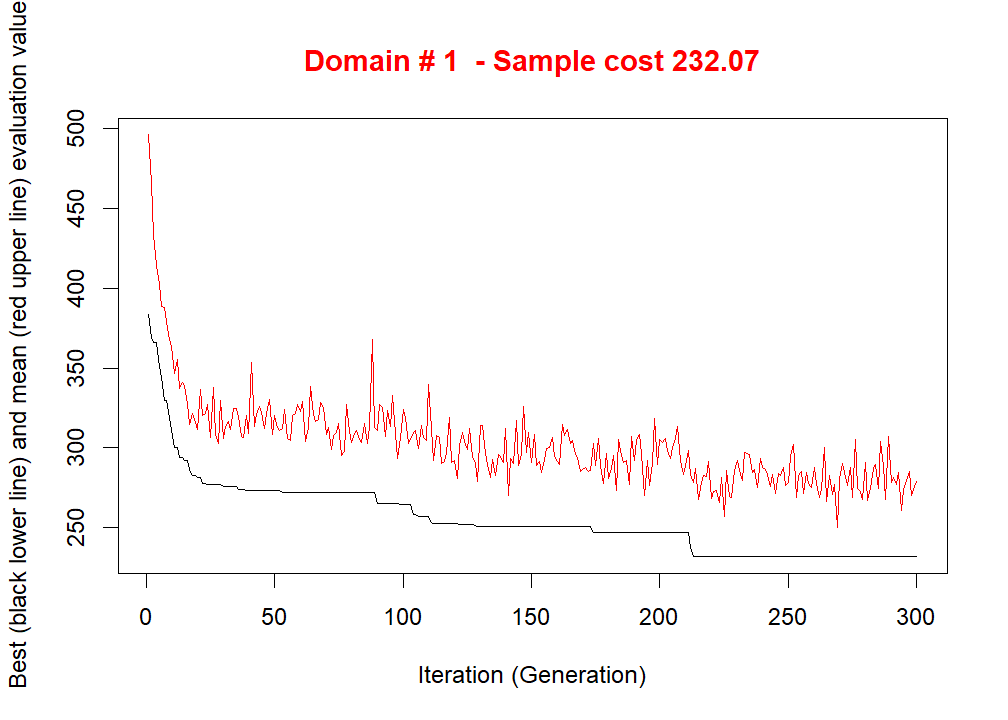 Domain # 1  - Sample cost 232.07
Best (black lower line) and mean (red upper line) evaluation value
500
450
400
350
300
250
0 50 100 150 200 250 300
Iteration (Generation)